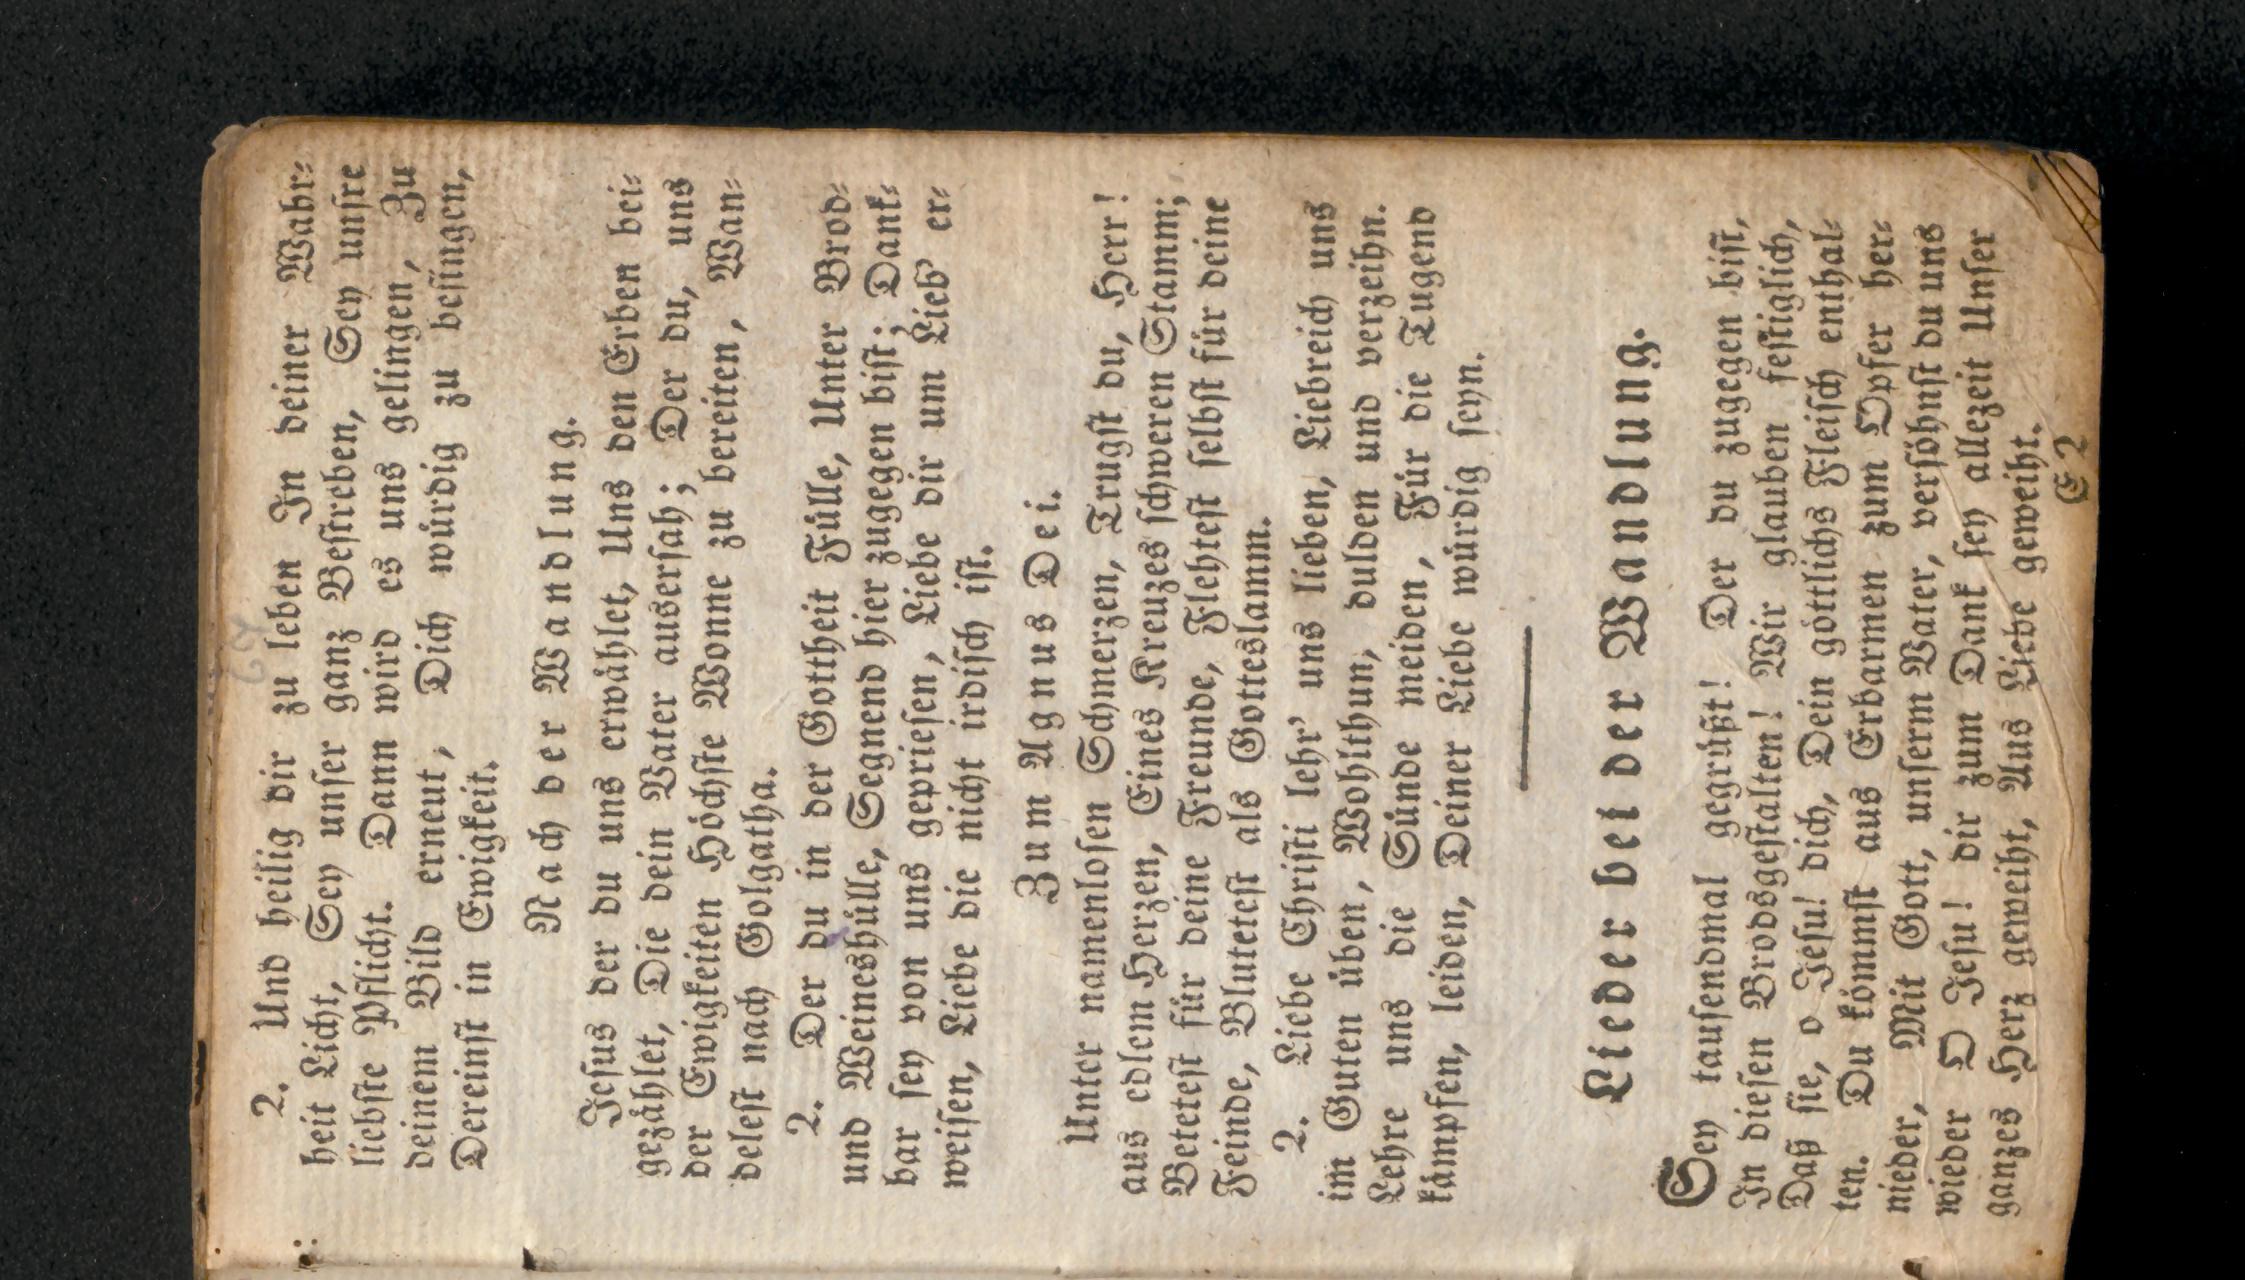 2. Und heilig dir zu leben In deiner Wahr⸗
heit Licht, Sey unser ganz Bestreben, Sey unsre
liebste Pflicht. Dann wird es uns gelingen, Zu
deinem Bild erneut, Dich würdig zu besingen,
Dereinst in Ewigkeit.
Nach der Wandlung.
Jesus der du uns erwählet, Uns den Erben bei⸗
gezählet, Die dein Vater ausersah; Der du, uns
der Ewigkeiten Höchste Wonne zu bereiten, Wan⸗
delest nach Golgatha.
2. Der du in der Gottheit Fülle, Unter Brod⸗
und Weineshülle, Segnend hier zugegen bist; Dank⸗
bar sey von uns gepriesen, Liebe dir um Lieb' er⸗
weisen, Liebe die nicht irdisch ist.
Zum Agnus Dei.
Unter namenlosen Schmerzen, Trugst du, Herr!
aus edlem Herzen, Eines Kreuzes schweren Stamm;
Betetest für deine Freunde, Flehtest selbst für deine
Feinde, Blutetest als Gotteslamm.
2. Liebe Christi lehr' uns lieben, Liebreich uns
im Guten üben, Wohlthun, dulden und verzeihn.
Lehre uns die Sünde meiden, Für die Tugend
kämpfen, leiden, Deiner Liebe würdig seyn.
Lieder bei der Wandlung.
Sey tausendmal gegrüßt! Der du zugegen bist,
In diesen Brodsgestalten! Wir glauben festiglich,
Daß sie, o Jesu! dich, Dein göttlichs Fleisch enthal⸗
ten. Du kömmst aus Erbarmen zum Opfer her⸗
nieder, Mit Gott, unserm Vater, versöhnst du uns
wieder O Jesu! dir zum Dank sey allezeit Unser
ganzes Herz geweiht, Aus Liebe geweiht.
E 2